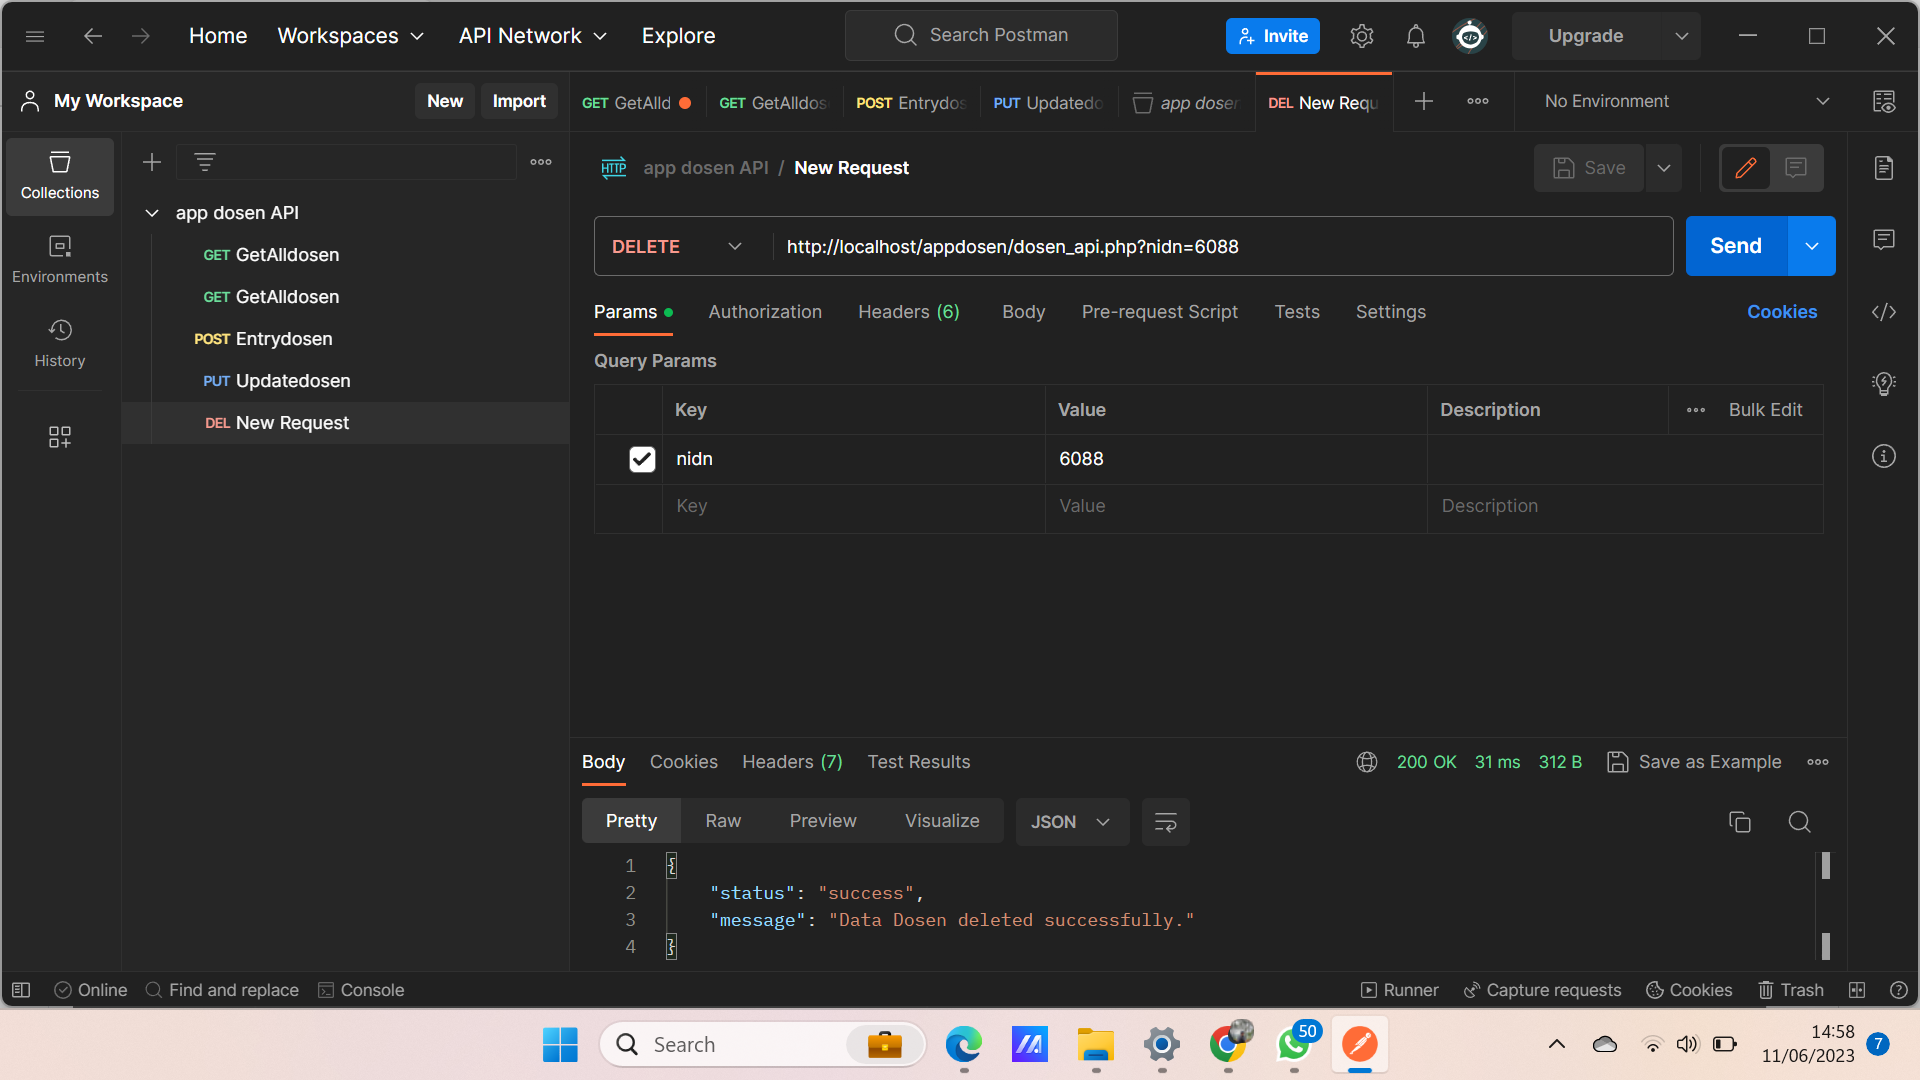 Home
Workspaces
API Network
Explore
Search Postman
Invite
Upgrade
My Workspace
New
Import
GET GetAlld
GET GetAlldos
POST Entrydos
PUT Updatedo
app dosen
DEL New Requ
No Environment
Collections
Environments
History
app dosen API
GET GetAlldosen
GET GetAlldosen
POST Entrydosen
PUT Updatedosen
DEL New Request
HTTP
app dosen API / New Request
Save
DELETE
http://localhost/appdosen/dosen_api.php?nidn=6088
Send
Params
Authorization
Headers (6)
Body
Pre-request Script
Tests
Settings
Cookies
Query Params
Key
Value
Description
Bulk Edit
nidn
6088
Key
Value
Description
Body
Cookies
Headers (7)
Test Results
200 OK
31 ms
312 B
Save as Example
Pretty
Raw
Preview
Visualize
JSON
1 {
2 "status": "success",
3 "message": "Data Dosen deleted successfully."
4 }
Online
Find and replace
Console
Runner
Capture requests
Cookies
Trash
Search
50
14:58
11/06/2023
7